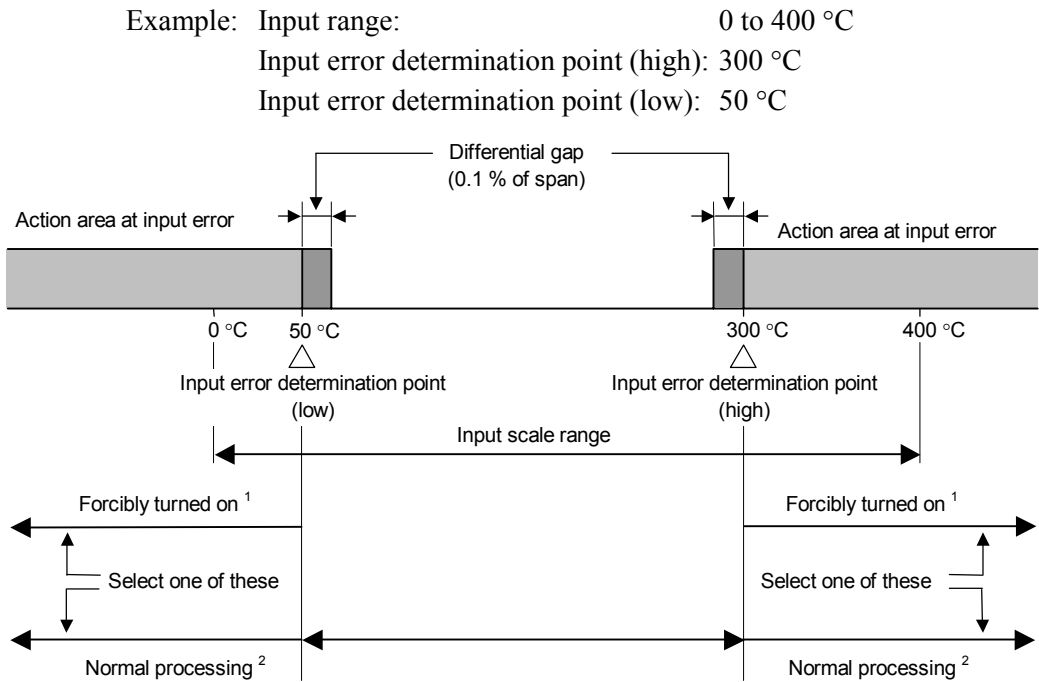 Example: Input range: 0 to 400 °C
Input error determination point (high): 300 °C
Input error determination point (low): 50 °C
Differential gap
(0.1 % of span)
Action area at input error
Action area at input error
0 °C
50 °C
300 °C
400 °C
Input error determination point
(low)
Input error determination point
(high)
Input scale range
Forcibly turned on 1
Forcibly turned on 1
Select one of these
Select one of these
Normal processing 2
Normal processing 2